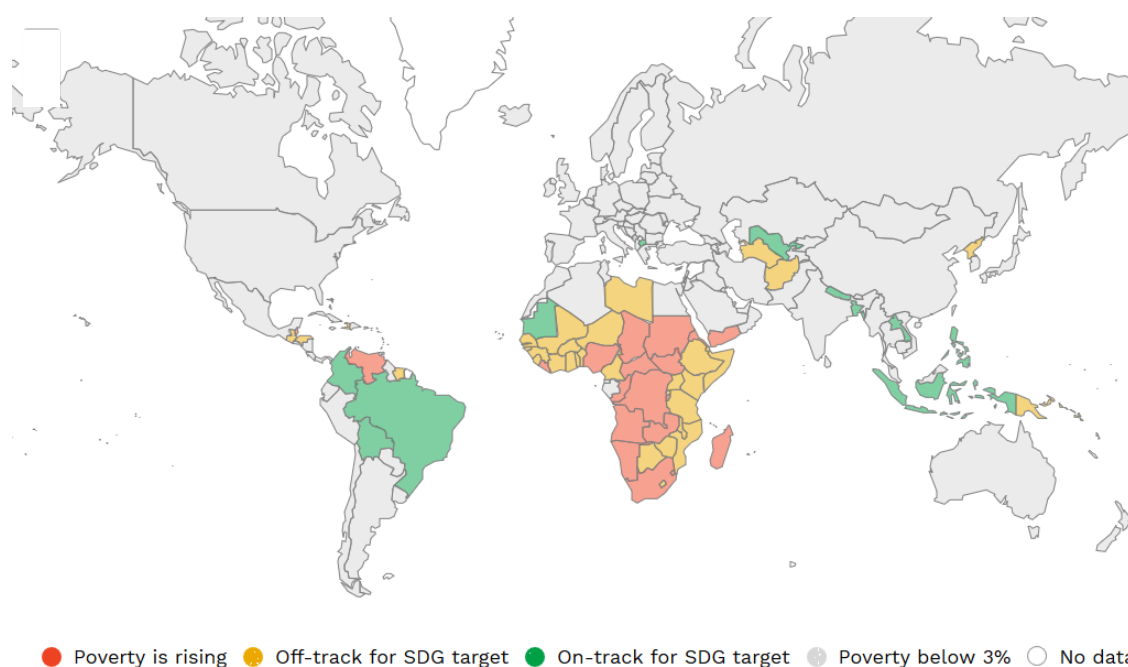 Poverty is rising Off-track for SDG target On-track for SDG target Poverty below 3% No data